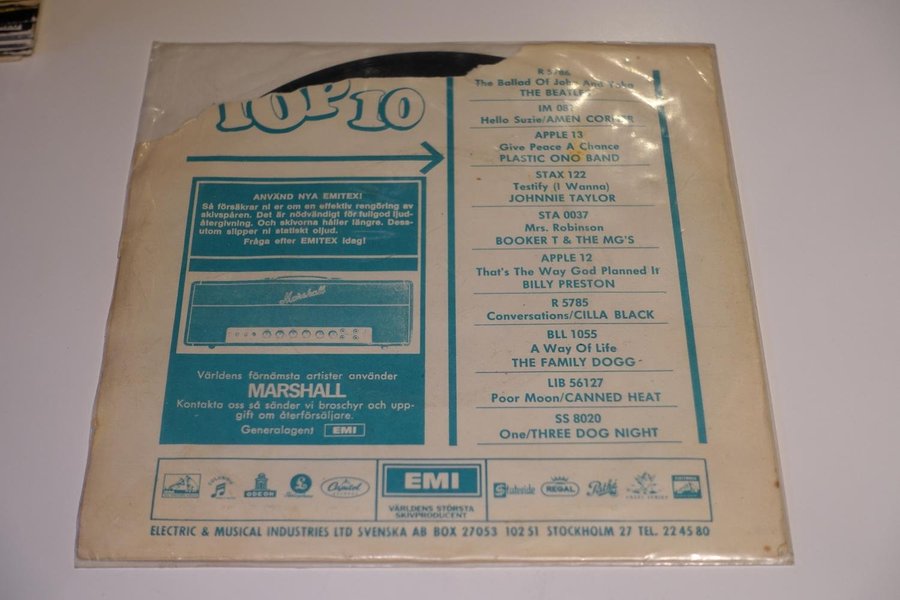 TOP 10
ANVÄND NYA EMITEX!
Så försäkrar ni er om en effektiv rengöring av
skivspåren. Det är nödvändigt för fullgod ljud-
återgivning. Och skivorna håller längre. Dess-
utom slipper ni statiskt oljud.
Fråga efter EMITEX idag!
Marshall
Världens förnämsta artister använder
MARSHALL
Kontakta oss så sänder vi broschyr och upp-
gift om återförsäljare.
Generalagent EMI
R 5786
The Ballad Of John And Yoko
THE BEATLES
IM 081
Hello Suzie/AMEN CORNER
APPLE 13
Give Peace A Chance
PLASTIC ONO BAND
STAX 122
Testify (I Wanna)
JOHNNIE TAYLOR
STA 0037
Mrs. Robinson
BOOKER T & THE MG'S
APPLE 12
That's The Way God Planned It
BILLY PRESTON
R 5785
Conversations/CILLA BLACK
BLL 1055
A Way Of Life
THE FAMILY DOGG
LIB 56127
Poor Moon/CANNED HEAT
SS 8020
One/THREE DOG NIGHT
COLUMBIA
ODEON
Parlophone
Capitol
EMI
VÄRLDENS STÖRSTA
SKIVPRODUCENT
Stateside
REGAL
Pathé
ELECTRIC & MUSICAL INDUSTRIES LTD SVENSKA AB BOX 27053 102 51 STOCKHOLM 27 TEL. 22 45 80